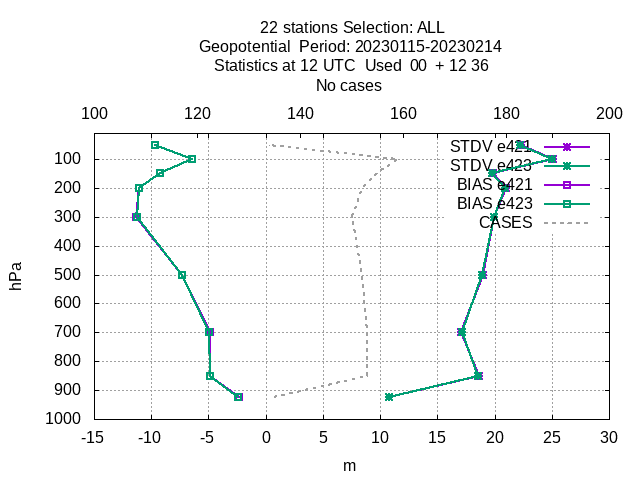 22 stations Selection: ALL
Geopotential  Period: 20230115-20230214
Statistics at 12 UTC  Used  00  + 12 36
No cases
100 120 140 160 180 200
STDV e421
STDV e423
BIAS e421
BIAS e423
CASES
100
200
300
400
500
600
700
800
900
1000
hPa
-15 -10 -5 0 5 10 15 20 25 30
m